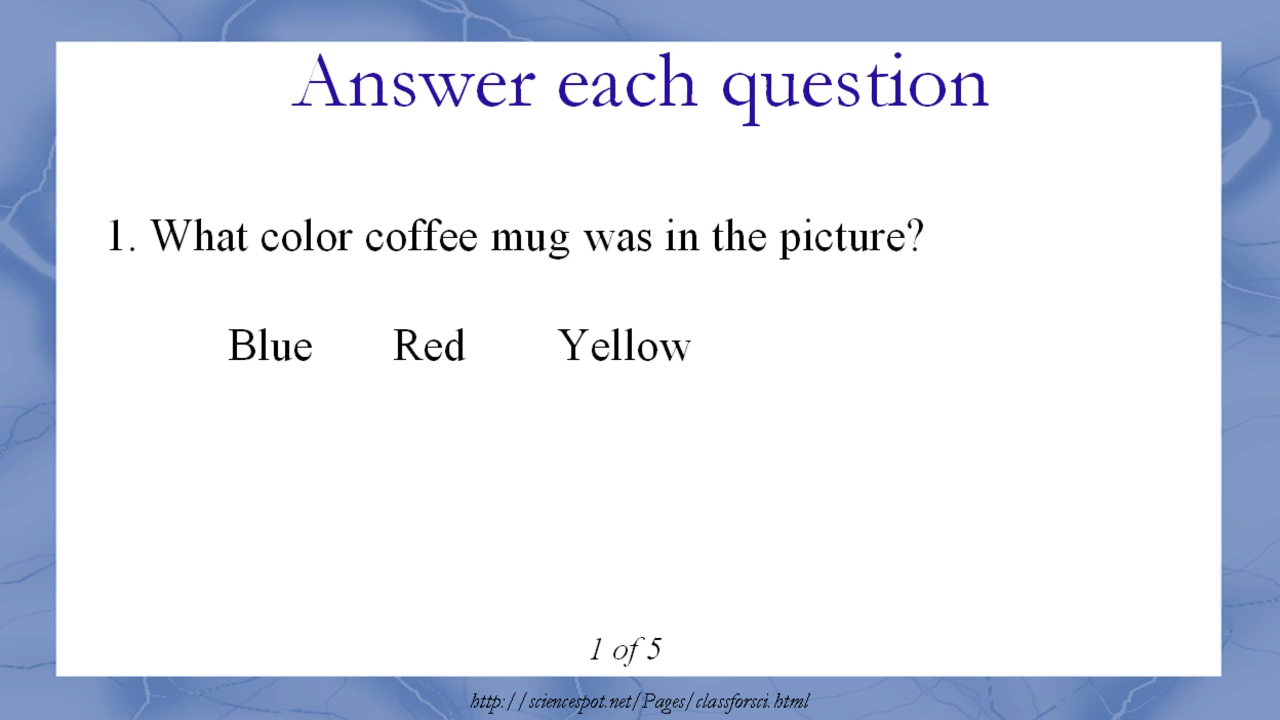 Answer each question
1. What color coffee mug was in the picture?
Blue Red Yellow
1 of 5
http://sciencespot.net/Pages/classforsci.html